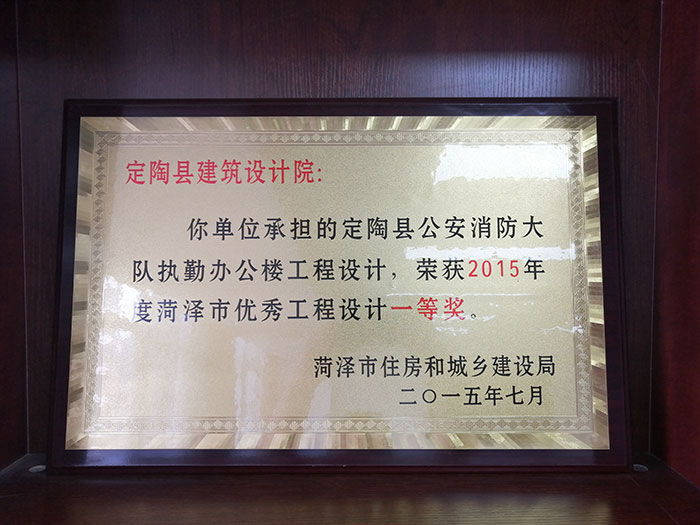 定陶县建筑设计院:
你单位承担的定陶县公安消防大
队执勤办公楼工程设计，荣获2015年
度菏泽市优秀工程设计一等奖。
菏泽市住房和城乡建设局
二〇一五年七月